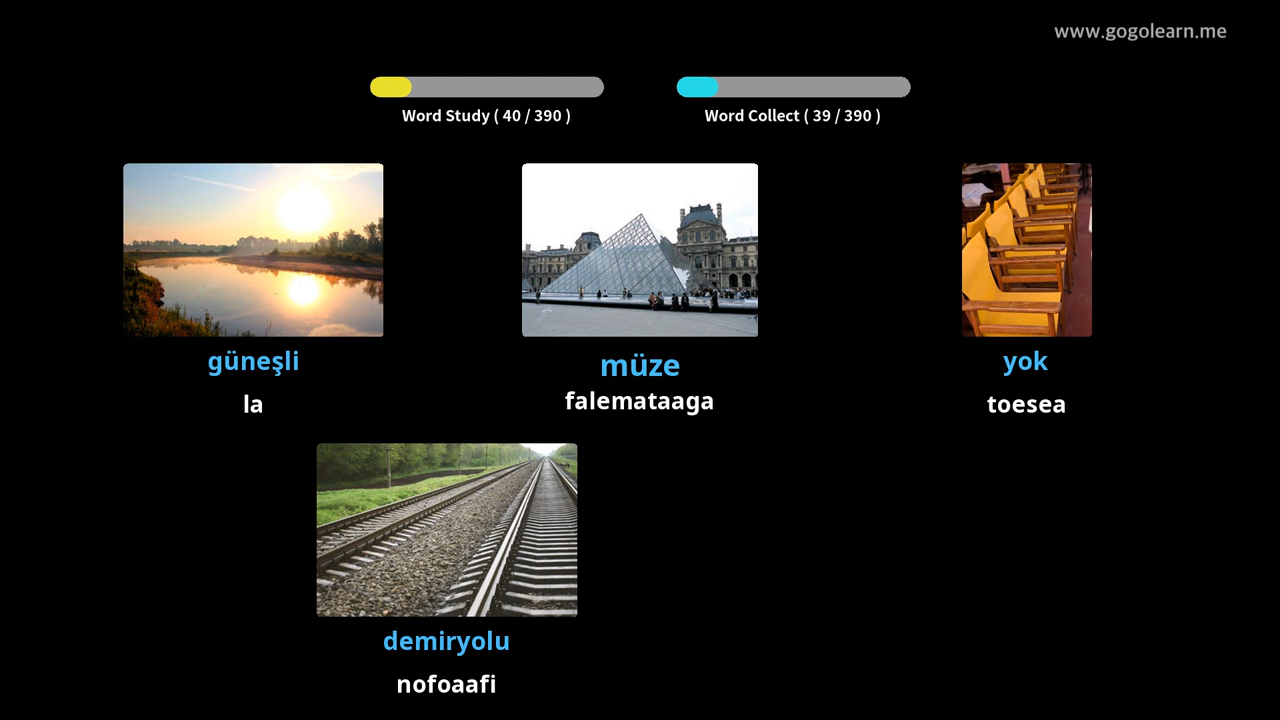 www.gogolearn.me
Word Study ( 40 / 390 )
Word Collect ( 39 / 390 )
güneşli
la
müze
falemataaga
yok
toesea
demiryolu
nofoaafi